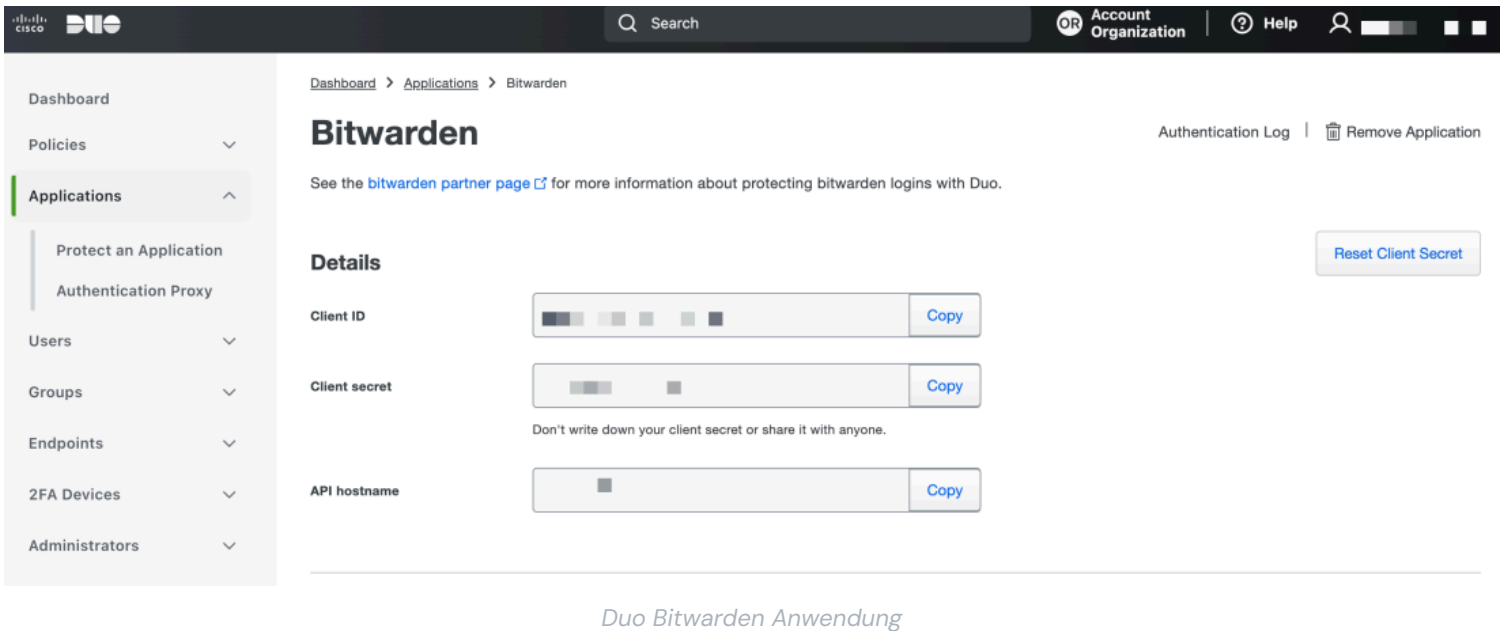 cisco DUO
Search
OR Account Organization
Help
Dashboard
Policies
Applications
Protect an Application
Authentication Proxy
Users
Groups
Endpoints
2FA Devices
Administrators
Dashboard > Applications > Bitwarden
Bitwarden
Authentication Log | Remove Application
See the bitwarden partner page for more information about protecting bitwarden logins with Duo.
Details
Reset Client Secret
Client ID Copy
Client secret Copy
Don't write down your client secret or share it with anyone.
API hostname Copy
Duo Bitwarden Anwendung